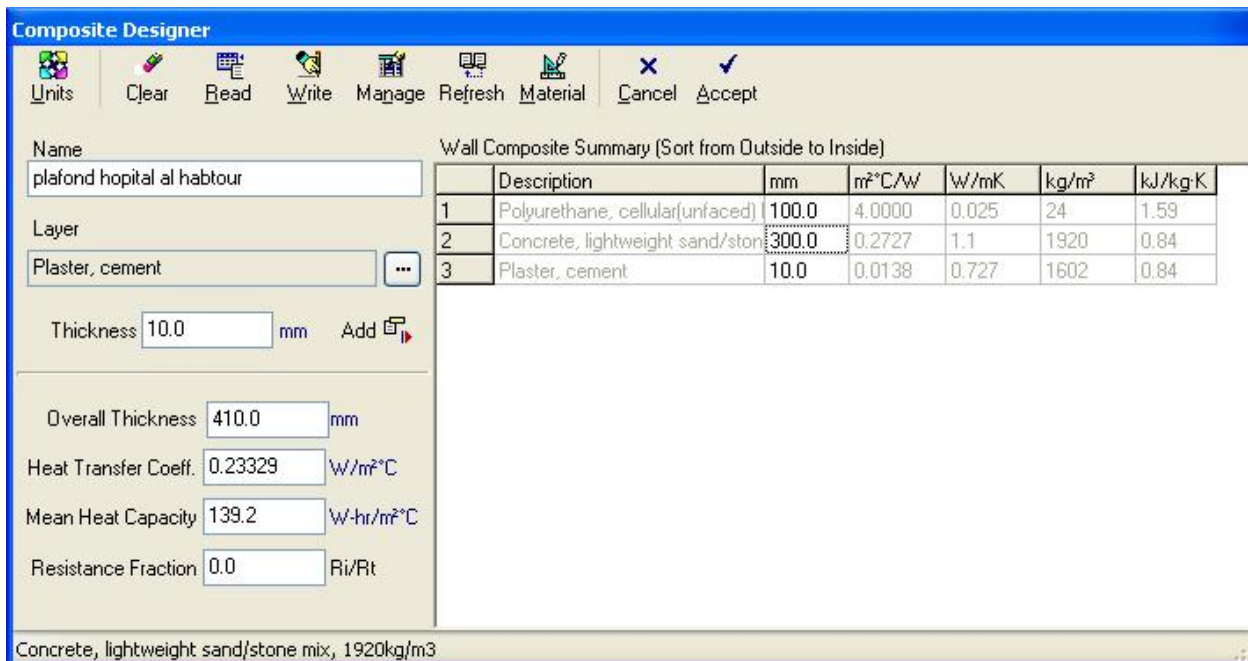 Composite Designer
Units Clear Read Write Manage Refresh Material Cancel Accept
Name
plafond hopital al habtour
Layer
Plaster, cement
...
Thickness 10.0 mm Add
Overall Thickness 410.0 mm
Heat Transfer Coeff. 0.23329 W/m²°C
Mean Heat Capacity 139.2 W-hr/m²°C
Resistance Fraction 0.0 Ri/Rt
Wall Composite Summary (Sort from Outside to Inside)
Description mm m²°C/W W/mK kg/m³ kJ/kg·K
1 Polyurethane, cellular(unfaced) 100.0 4.0000 0.025 24 1.59
2 Concrete, lightweight sand/ston 300.0 0.2727 1.1 1920 0.84
3 Plaster, cement 10.0 0.0138 0.727 1602 0.84
Concrete, lightweight sand/stone mix, 1920kg/m3